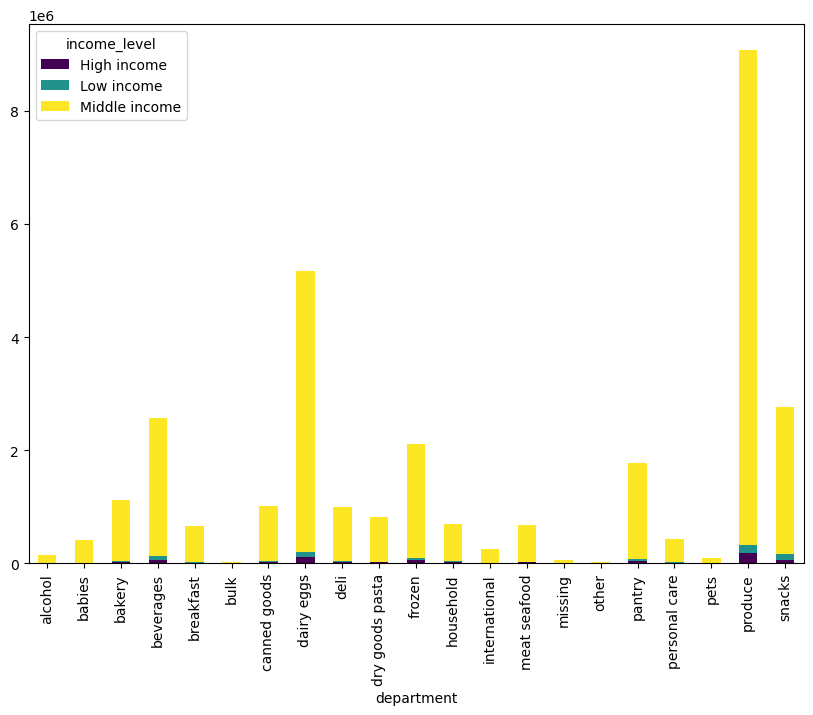 1e6
income_level
High income
Low income
Middle income
8
6
4
2
0
alcohol
babies
bakery
beverages
breakfast
bulk
canned goods
dairy eggs
deli
dry goods pasta
frozen
household
international
meat seafood
missing
other
pantry
personal care
pets
produce
snacks
department